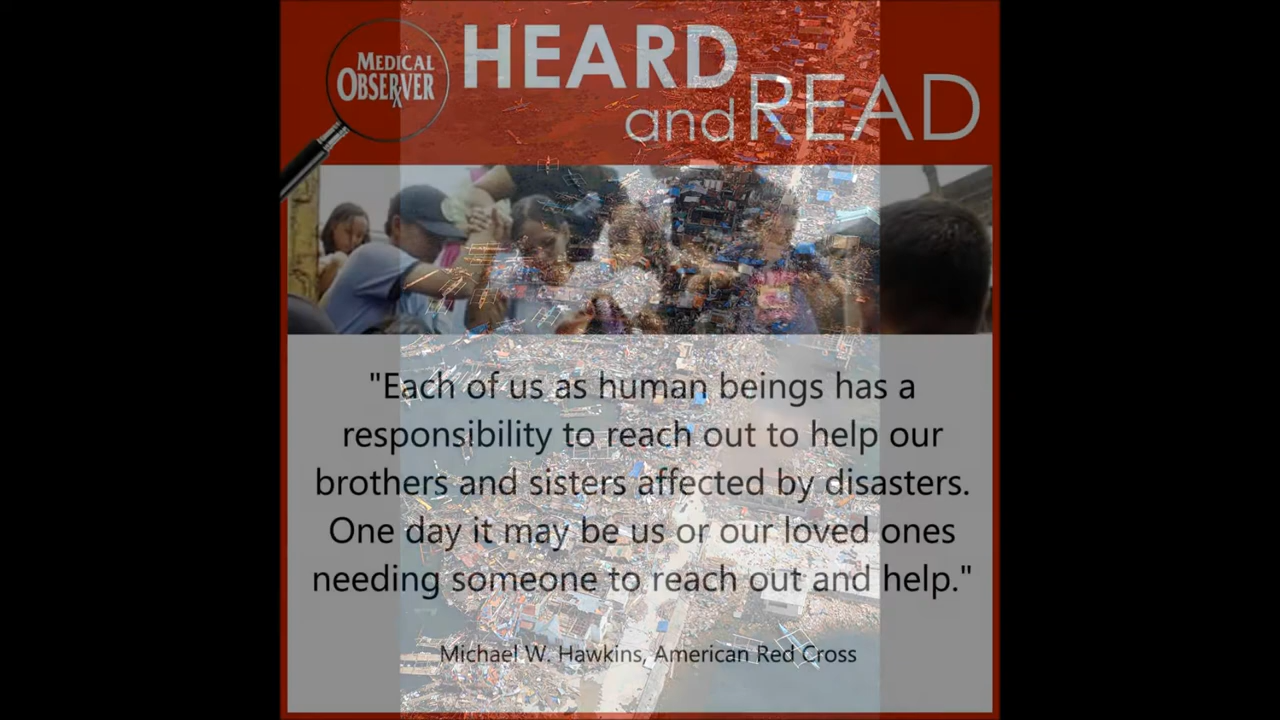 MEDICAL
OBSERVER
HEARD
and READ
"Each of us as human beings has a
responsibility to reach out to help our
brothers and sisters affected by disasters.
One day it may be us or our loved ones
needing someone to reach out and help."
Michael W. Hawkins, American Red Cross